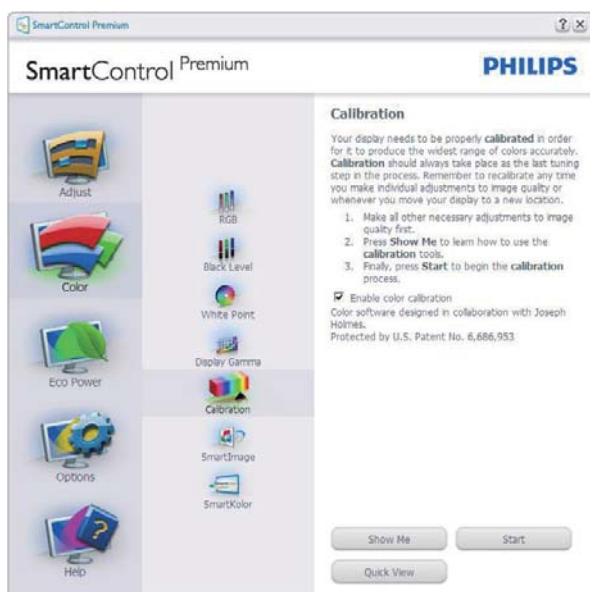 SmartControl Premium
SmartControl Premium
PHILIPS
Adjust
Color
Eco Power
Options
Help
RGB
Black Level
White Point
Display Gamma
Calibration
SmartImage
SmartKolor
Calibration
Your display needs to be properly calibrated in order
for it to produce the widest range of colors accurately.
Calibration should always take place as the last tuning
step in the process. Remember to recalibrate any time
you make individual adjustments to image quality or
whenever you move your display to a new location.
1. Make all other necessary adjustments to image
quality first.
2. Press Show Me to learn how to use the
calibration tools.
3. Finally, press Start to begin the calibration
process.
Enable color calibration
Color software designed in collaboration with Joseph
Holmes.
Protected by U.S. Patent No. 6,686,953
Show Me
Start
Quick View